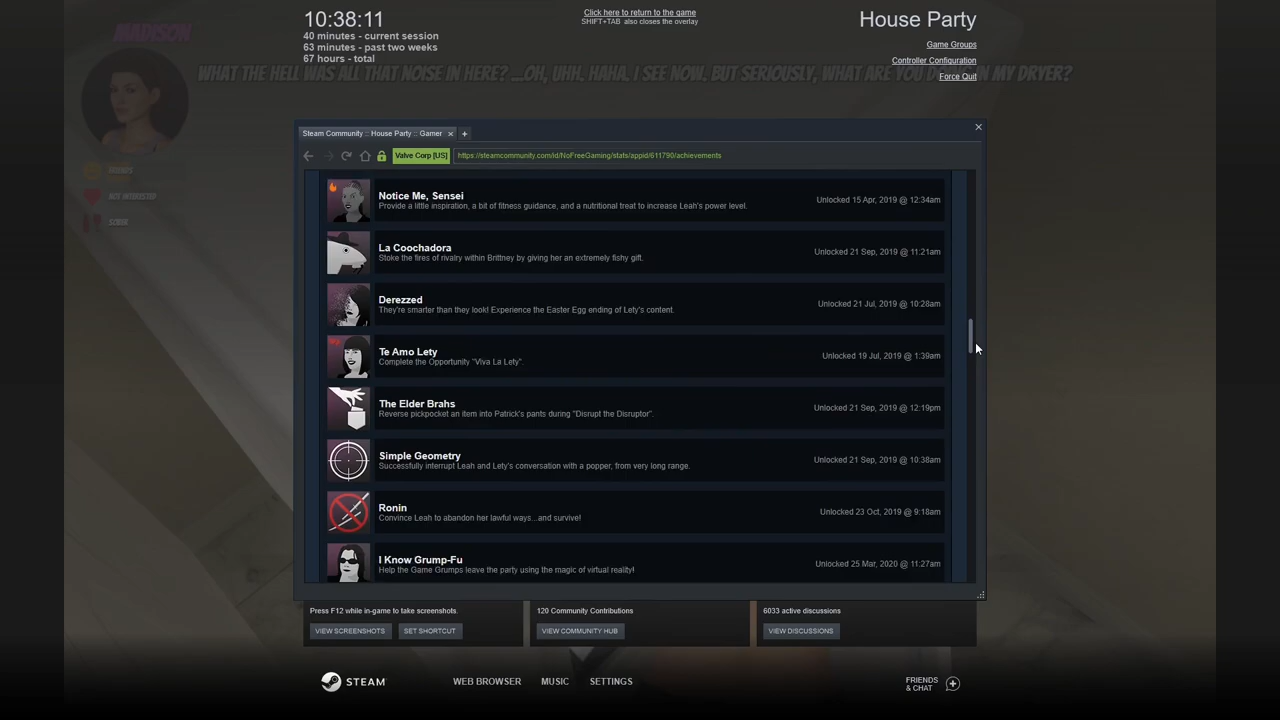 10:38:11
40 minutes - current session
63 minutes - past two weeks
67 hours - total
Click here to return to the game
SHIFT+TAB also closes the overlay
House Party
Game Groups
Controller Configuration
Force Quit
MADISON
WHAT THE HELL WAS ALL THAT NOISE IN HERE? ...OH, UHH, HAHA, I SEE NOW. BUT SERIOUSLY, WHAT ARE YOU DOING IN MY DRYER?
FRIENDS
NOT INTERESTED
SOBER
Steam Community :: House Party :: Gamer
Valve Corp [US]
https://steamcommunity.com/id/NoFreeGaming/stats/appid/611790/achievements
Notice Me, Sensei
Provide a little inspiration, a bit of fitness guidance, and a nutritional treat to increase Leah's power level.
Unlocked 15 Apr, 2019 @ 12:34am
La Coochadora
Stoke the fires of rivalry within Brittney by giving her an extremely fishy gift.
Unlocked 21 Sep, 2019 @ 11:21am
Derezzed
They're smarter than they look! Experience the Easter Egg ending of Lety's content.
Unlocked 21 Jul, 2019 @ 10:28am
Te Amo Lety
Complete the Opportunity "Viva La Lety".
Unlocked 19 Jul, 2019 @ 1:39am
The Elder Brahs
Reverse pickpocket an item into Patrick's pants during "Disrupt the Disruptor".
Unlocked 21 Sep, 2019 @ 12:19pm
Simple Geometry
Successfully interrupt Leah and Lety's conversation with a popper, from very long range.
Unlocked 21 Sep, 2019 @ 10:38am
Ronin
Convince Leah to abandon her lawful ways...and survive!
Unlocked 23 Oct, 2019 @ 9:18am
I Know Grump-Fu
Help the Game Grumps leave the party using the magic of virtual reality!
Unlocked 25 Mar, 2020 @ 11:27am
Press F12 while in-game to take screenshots.
VIEW SCREENSHOTS
SET SHORTCUT
120 Community Contributions
VIEW COMMUNITY HUB
6033 active discussions
VIEW DISCUSSIONS
STEAM
WEB BROWSER
MUSIC
SETTINGS
FRIENDS
& CHAT